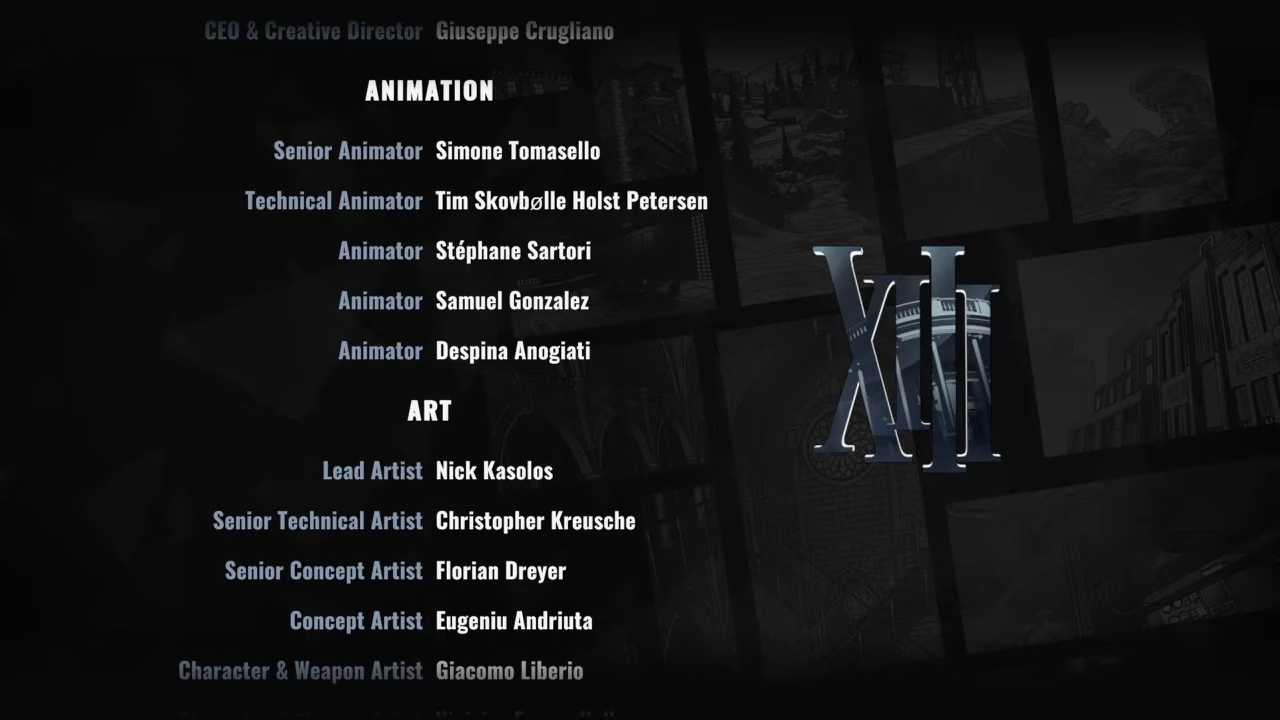 CEO & Creative Director Giuseppe Crugliano
ANIMATION
Senior Animator Simone Tomasello
Technical Animator Tim Skovbølle Holst Petersen
Animator Stéphane Sartori
Animator Samuel Gonzalez
Animator Despina Anogiati
XIII
ART
Lead Artist Nick Kasolos
Senior Technical Artist Christopher Kreusche
Senior Concept Artist Florian Dreyer
Concept Artist Eugeniu Andriuta
Character & Weapon Artist Giacomo Liberio